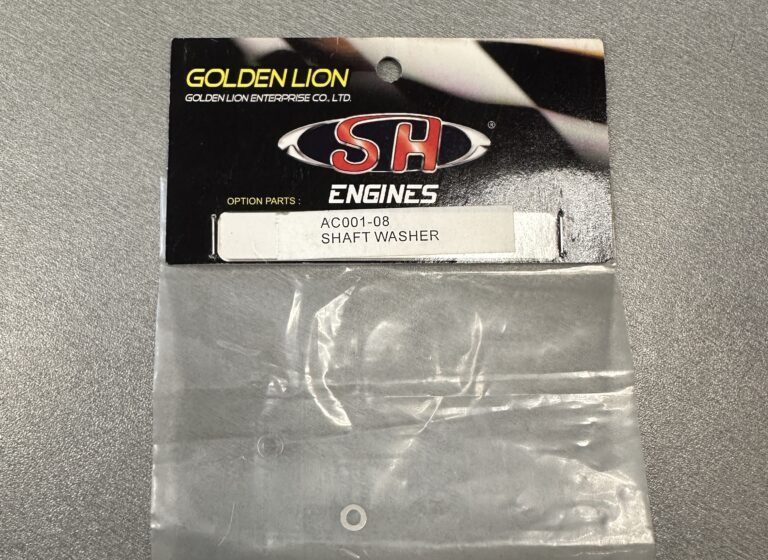 GOLDEN LION
GOLDEN LION ENTERPRISE CO., LTD.
SH®
ENGINES
OPTION PARTS :
AC001-08
SHAFT WASHER